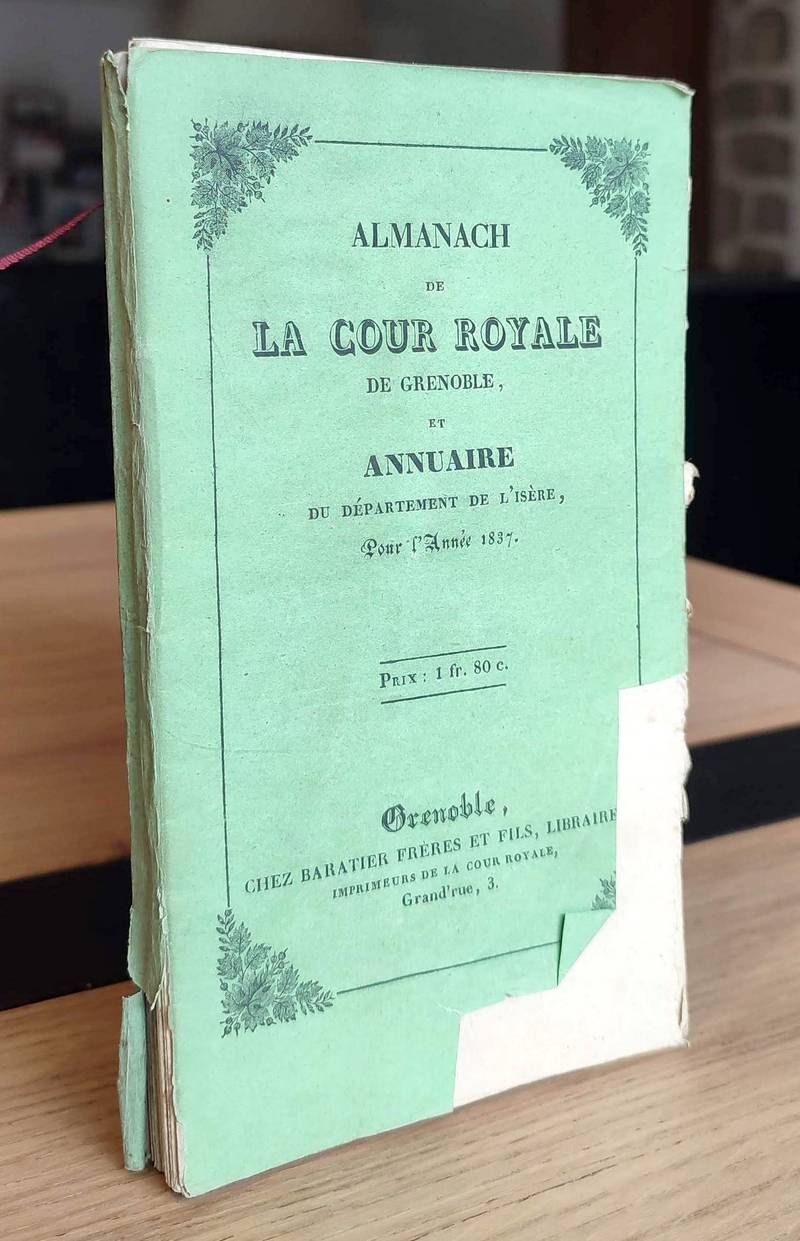 ALMANACH
DE
LA COUR ROYALE
DE GRENOBLE,
ET
ANNUAIRE
DU DÉPARTEMENT DE L'ISÈRE,
Pour l'Année 1837.
PRIX : 1 fr. 80 c.
Grenoble,
CHEZ BARATIER FRÈRES ET FILS, LIBRAIRE
IMPRIMEURS DE LA COUR ROYALE,
Grand'rue, 3.